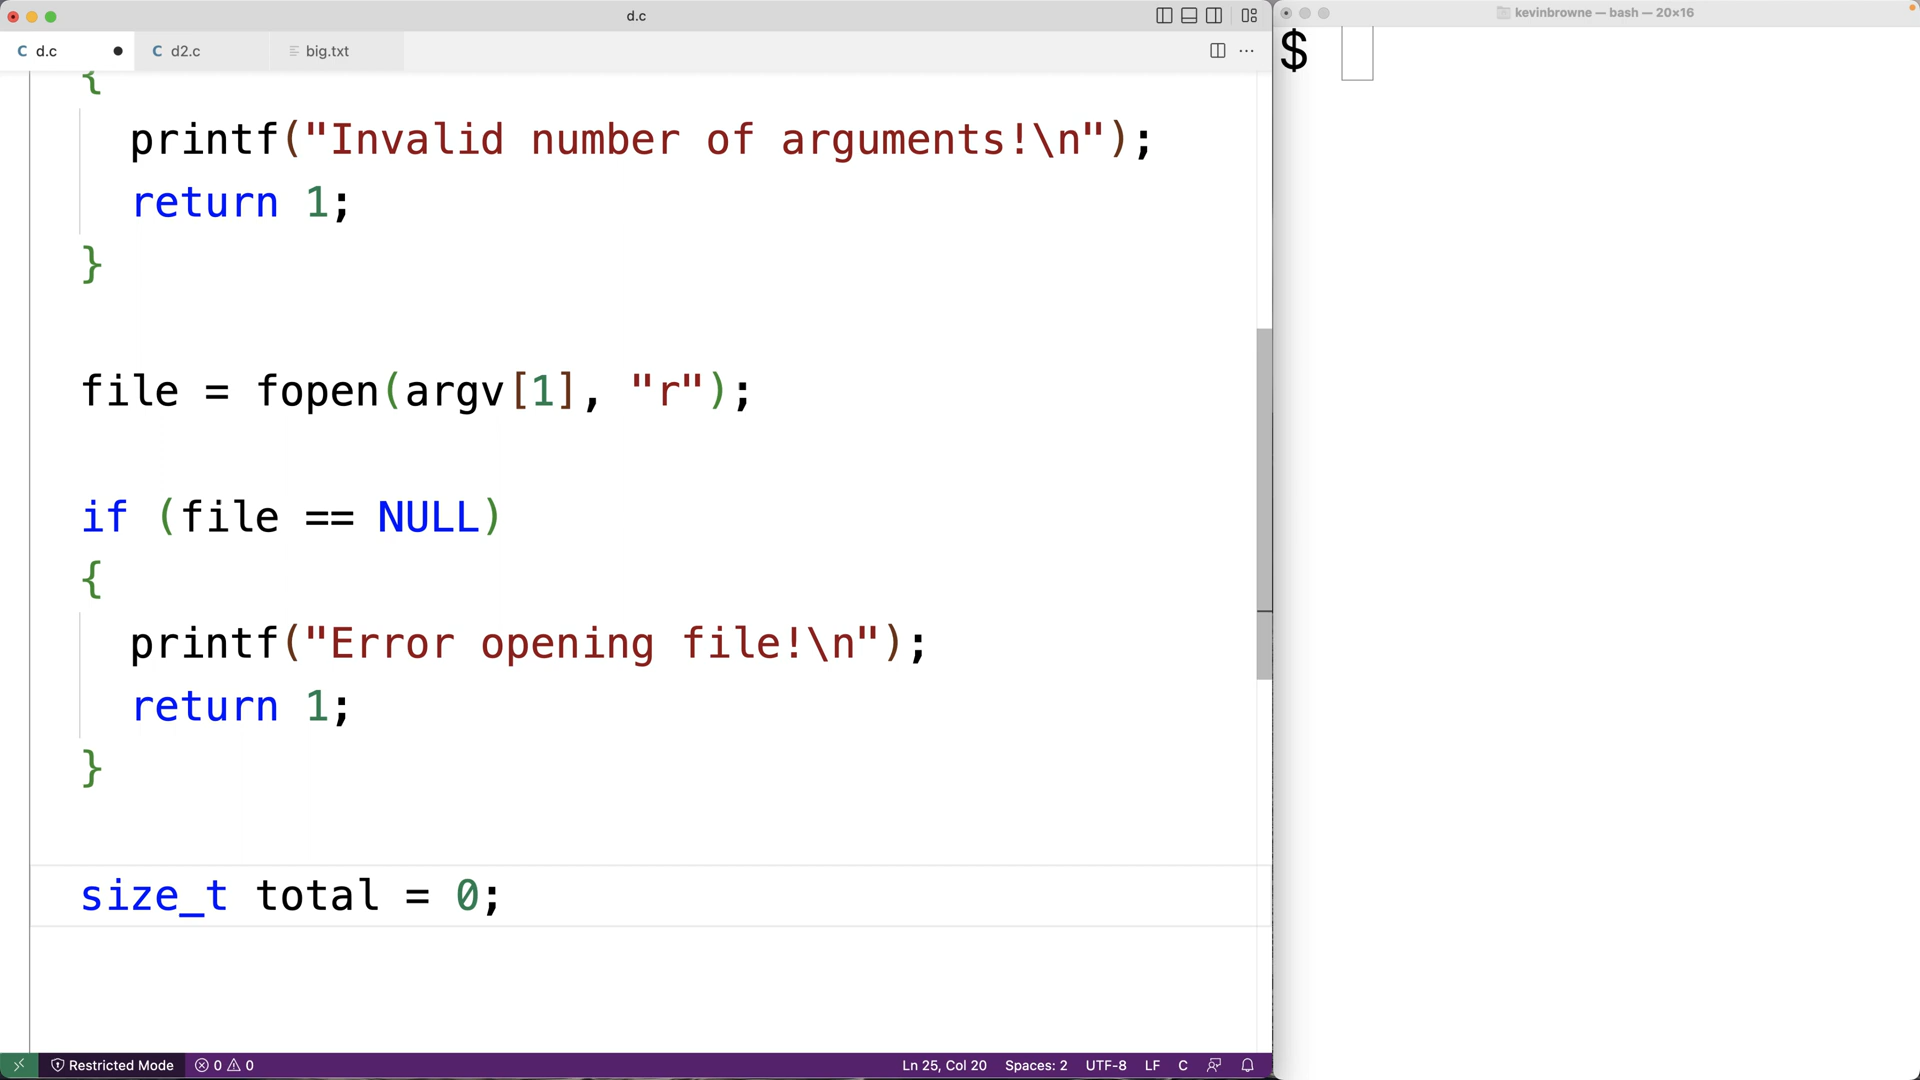 d.c
kevinbrowne — bash — 20×16
C d.c
C d2.c
big.txt
$
{
printf("Invalid number of arguments!\n");
return 1;
}
file = fopen(argv[1], "r");
if (file == NULL)
{
printf("Error opening file!\n");
return 1;
}
size_t total = 0;
Restricted Mode
0
0
Ln 25, Col 20
Spaces: 2
UTF-8
LF
C